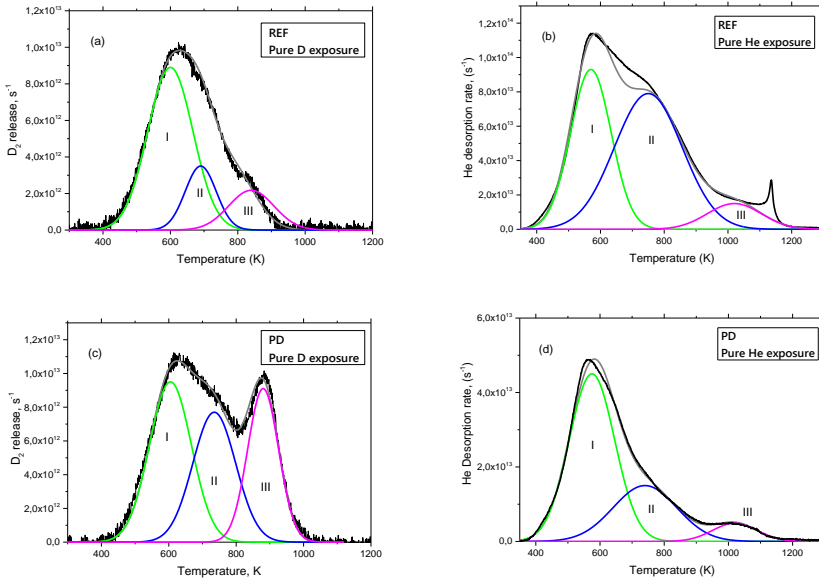 (a)
REF
Pure D exposure
1,2x10¹³
1,0x10¹³
8,0x10¹²
6,0x10¹²
4,0x10¹²
2,0x10¹²
0,0
D₂ release, s⁻¹
I
II
III
400 600 800 1000 1200
Temperature (K)
(b)
REF
Pure He exposure
1,2x10¹⁴
1,0x10¹⁴
8,0x10¹³
6,0x10¹³
4,0x10¹³
2,0x10¹³
0,0
He desorption rate, (s⁻¹)
I
II
III
400 600 800 1000 1200
Temperature (K)
(c)
PD
Pure D exposure
1,2x10¹³
1,0x10¹³
8,0x10¹²
6,0x10¹²
4,0x10¹²
2,0x10¹²
0,0
D₂ release, s⁻¹
I
II
III
400 600 800 1000 1200
Temperature, K
(d)
PD
Pure He exposure
6,0x10¹³
4,0x10¹³
2,0x10¹³
0,0
He Desorption rate, (s⁻¹)
I
II
III
400 600 800 1000 1200
Temperature (K)